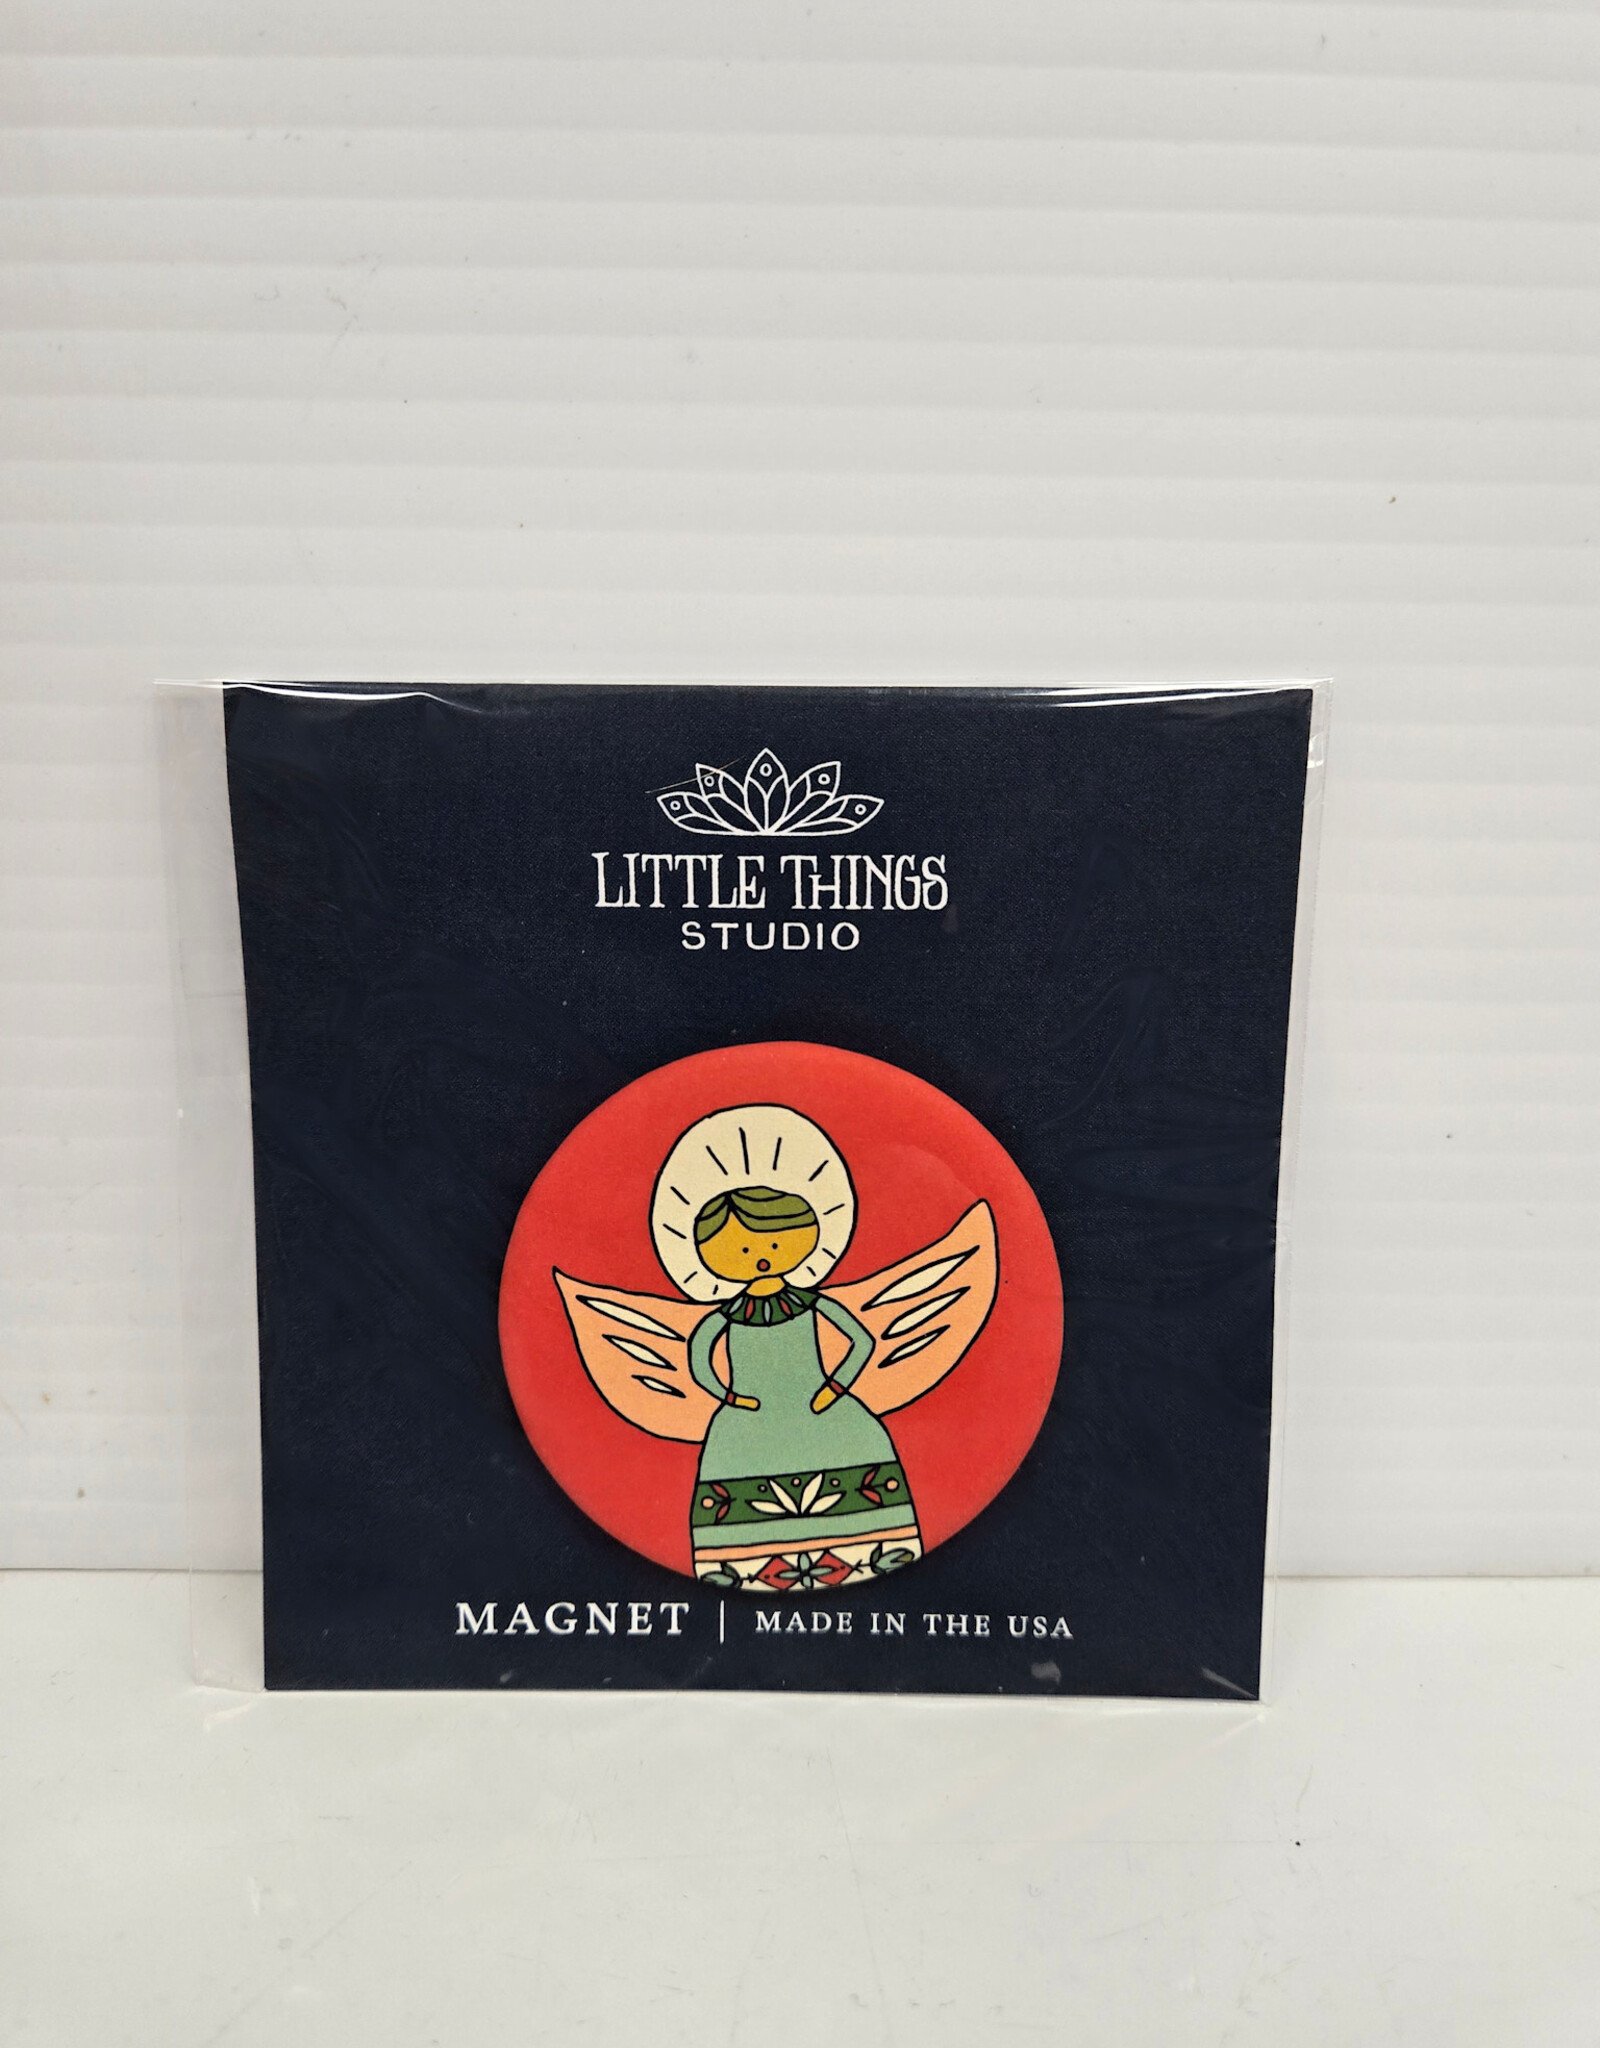 LITTLE THINGS
STUDIO
MAGNET | MADE IN THE USA